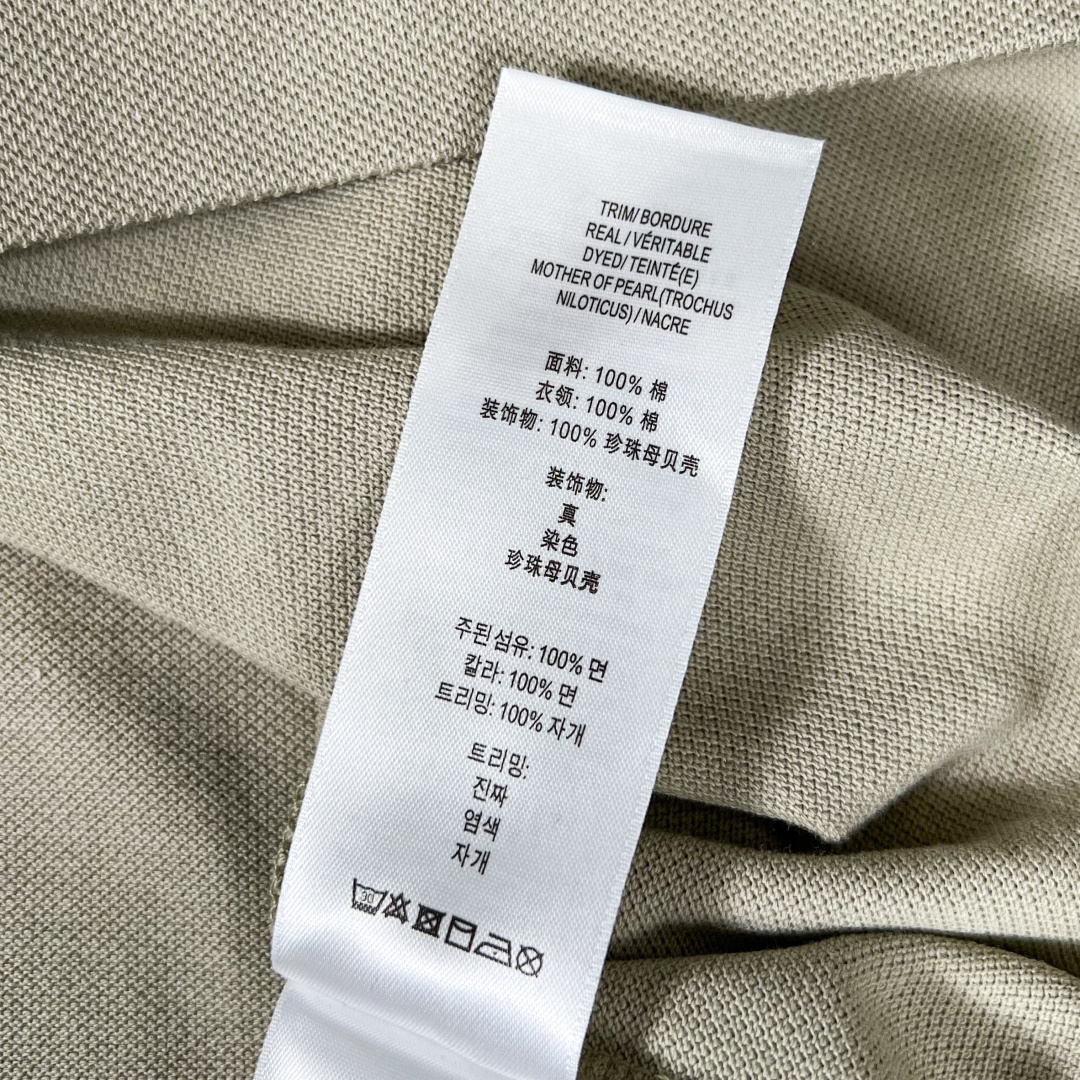 TRIM/ BORDURE
REAL / VÉRITABLE
DYED/ TEINTÉ(E)
MOTHER OF PEARL(TROCHUS
NILOTICUS) / NACRE
面料: 100% 棉
衣领: 100% 棉
装饰物: 100% 珍珠母贝壳
装饰物:
真
染色
珍珠母贝壳
주된 섬유: 100% 면
칼라: 100% 면
트리밍: 100% 자개
트리밍:
진짜
염색
자개
30